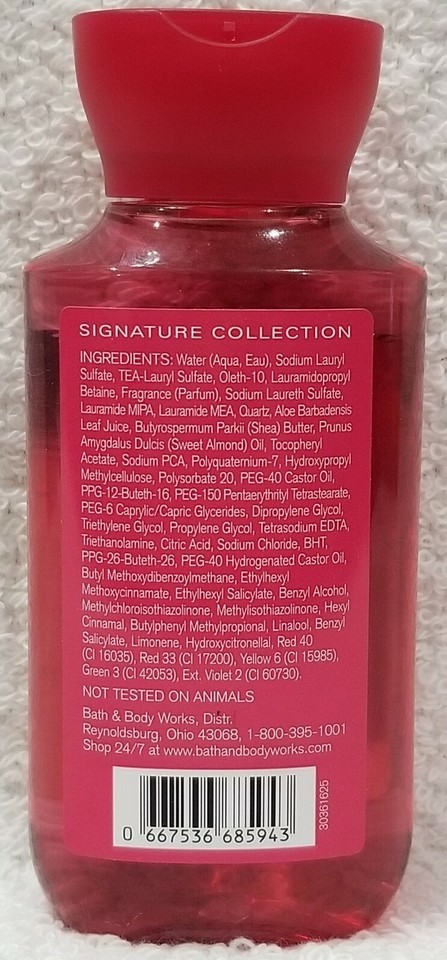 SIGNATURE COLLECTION
INGREDIENTS: Water (Aqua, Eau), Sodium Lauryl
Sulfate, TEA-Lauryl Sulfate, Oleth-10, Lauramidopropyl
Betaine, Fragrance (Parfum), Sodium Laureth Sulfate,
Lauramide MIPA, Lauramide MEA, Quartz, Aloe Barbadensis
Leaf Juice, Butyrospermum Parkii (Shea) Butter, Prunus
Amygdalus Dulcis (Sweet Almond) Oil, Tocopheryl
Acetate, Sodium PCA, Polyquaternium-7, Hydroxypropyl
Methylcellulose, Polysorbate 20, PEG-40 Castor Oil,
PPG-12-Buteth-16, PEG-150 Pentaerythrityl Tetrastearate,
PEG-6 Caprylic/Capric Glycerides, Dipropylene Glycol,
Triethylene Glycol, Propylene Glycol, Tetrasodium EDTA,
Triethanolamine, Citric Acid, Sodium Chloride, BHT,
PPG-26-Buteth-26, PEG-40 Hydrogenated Castor Oil,
Butyl Methoxydibenzoylmethane, Ethylhexyl
Methoxycinnamate, Ethylhexyl Salicylate, Benzyl Alcohol,
Methylchloroisothiazolinone, Methylisothiazolinone, Hexyl
Cinnamal, Butylphenyl Methylpropional, Linalool, Benzyl
Salicylate, Limonene, Hydroxycitronellal, Red 40
(CI 16035), Red 33 (CI 17200), Yellow 6 (CI 15985),
Green 3 (CI 42053), Ext. Violet 2 (CI 60730).
NOT TESTED ON ANIMALS
Bath & Body Works, Distr.
Reynoldsburg, Ohio 43068, 1-800-395-1001
Shop 24/7 at www.bathandbodyworks.com
0 667536 685943
30361625